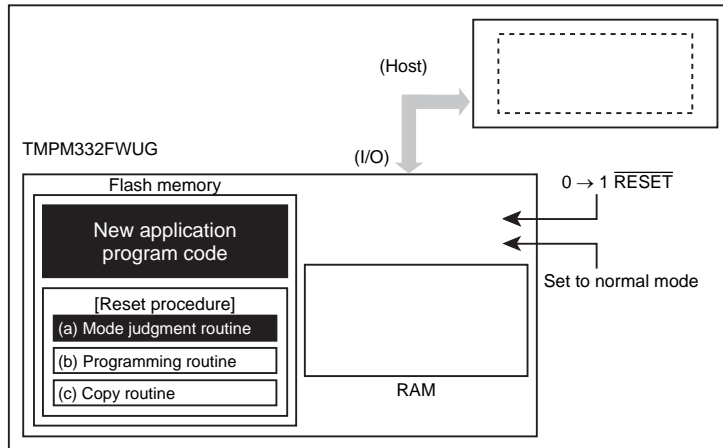 (Host)
TMPM332FWUG
(I/O)
Flash memory
0 → 1 RESET
New application
program code
Set to normal mode
[Reset procedure]
(a) Mode judgment routine
(b) Programming routine
(c) Copy routine
RAM